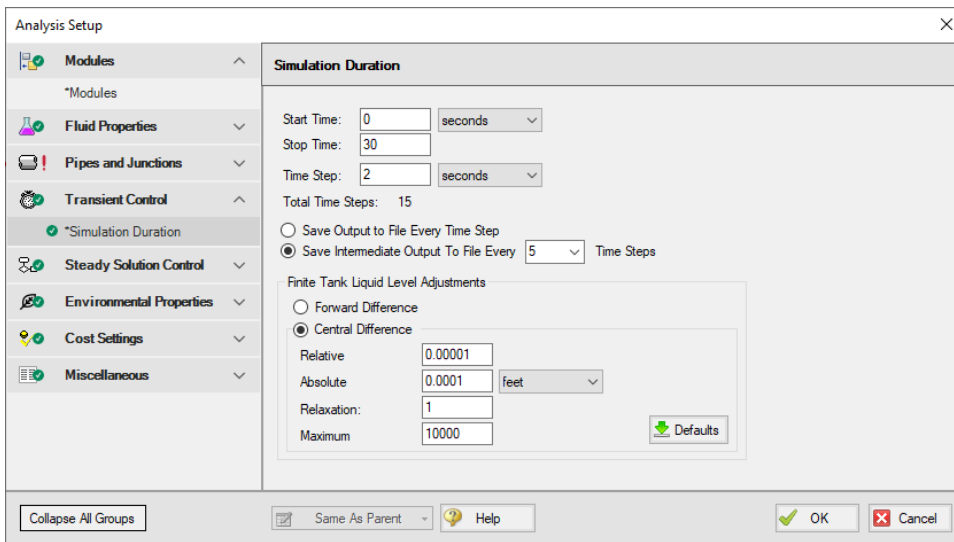 Analysis Setup
Modules
*Modules
Fluid Properties
Pipes and Junctions
Transient Control
*Simulation Duration
Steady Solution Control
Environmental Properties
Cost Settings
Miscellaneous
Collapse All Groups
Simulation Duration
Start Time: 0 seconds
Stop Time: 30
Time Step: 2 seconds
Total Time Steps: 15
Save Output to File Every Time Step
Save Intermediate Output To File Every 5 Time Steps
Finite Tank Liquid Level Adjustments
Forward Difference
Central Difference
Relative 0.00001
Absolute 0.0001 feet
Relaxation: 1
Maximum 10000
Defaults
Same As Parent Help OK Cancel